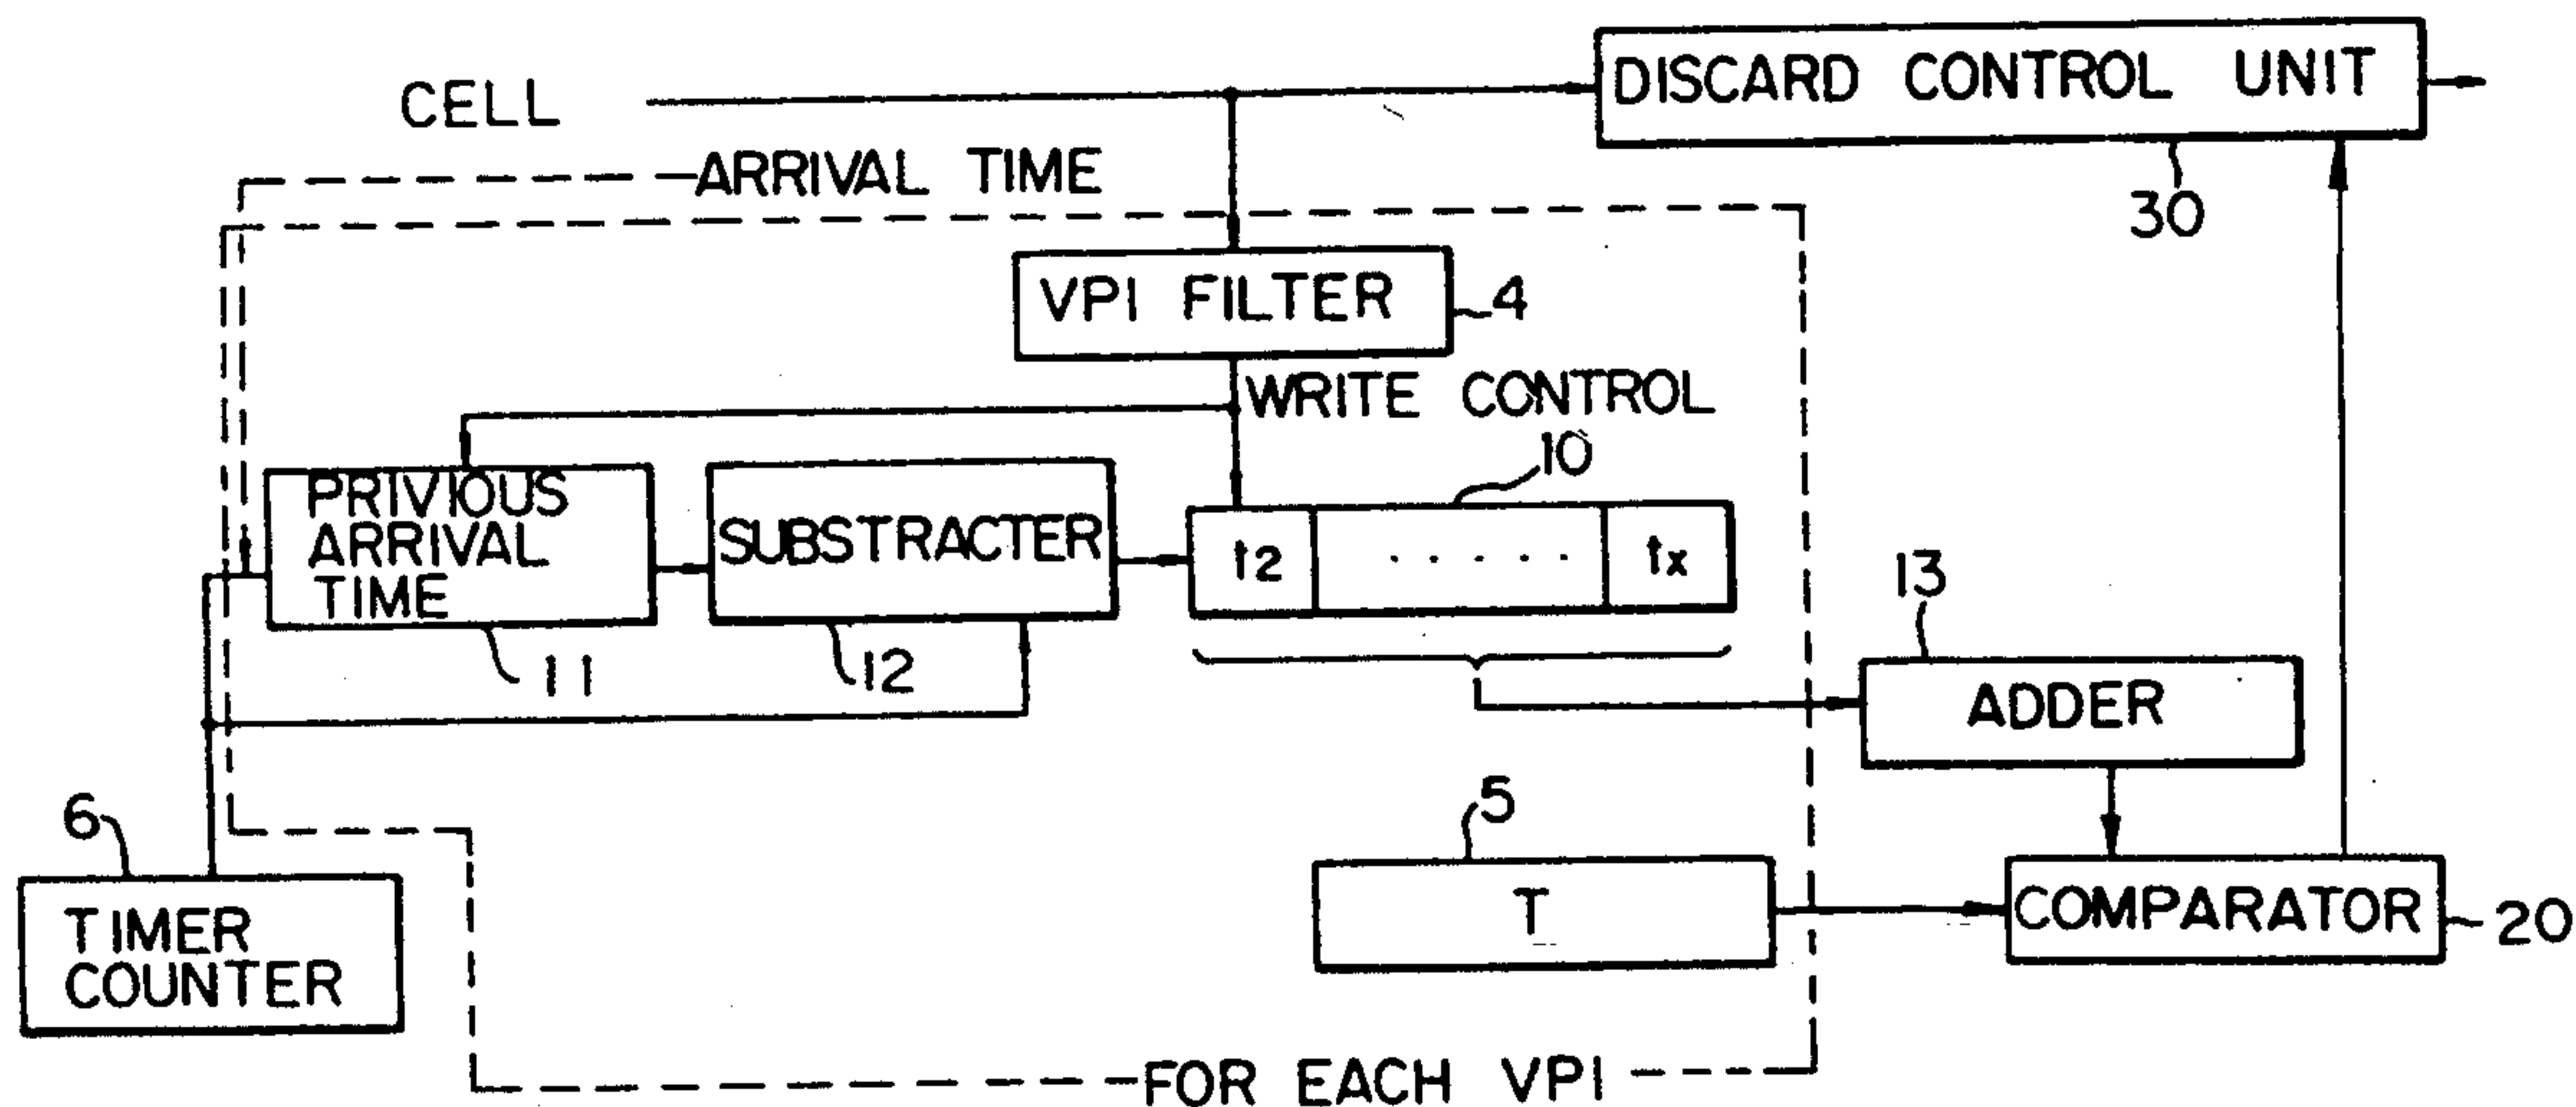 DISCARD CONTROL UNIT
CELL
ARRIVAL TIME
30
VPI FILTER
4
WRITE CONTROL
10
PRIVIOUS
ARRIVAL
TIME
SUBSTRACTER
t2 ..... tx
13
11
12
ADDER
5
6
T
COMPARATOR
20
TIMER
COUNTER
FOR EACH VPI